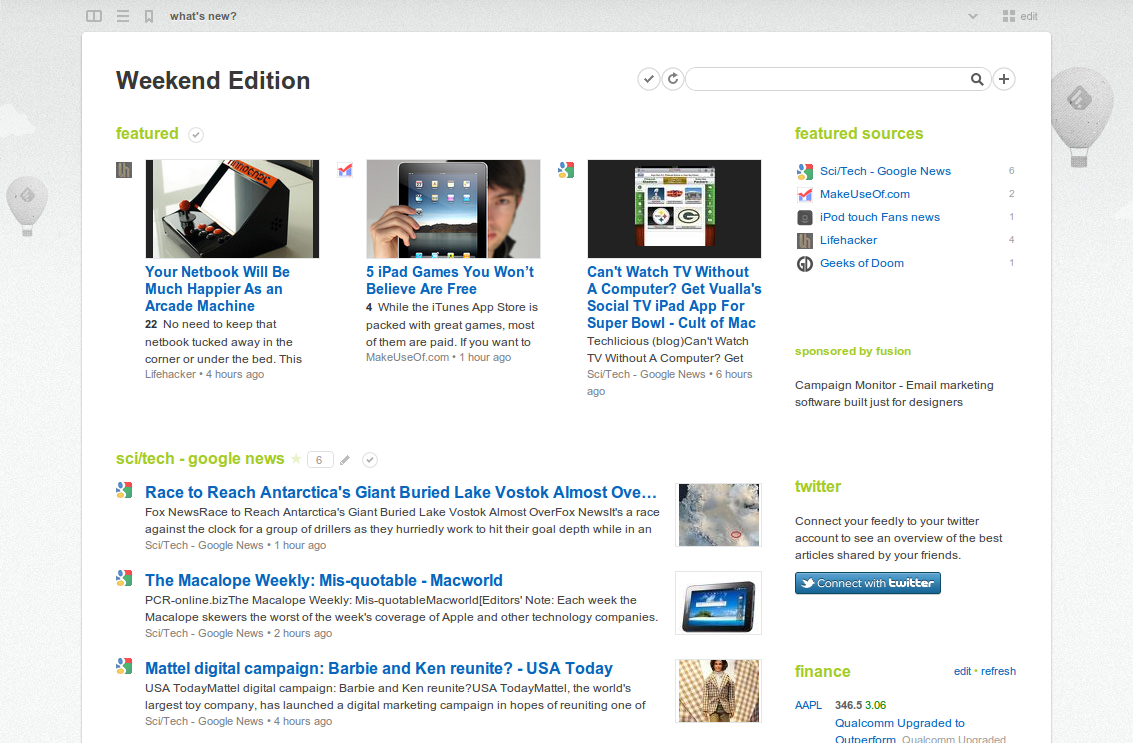 what's new?
edit
Weekend Edition
featured
Your Netbook Will Be
Much Happier As an
Arcade Machine
22 No need to keep that
netbook tucked away in the
corner or under the bed. This
Lifehacker • 4 hours ago
5 iPad Games You Won't
Believe Are Free
4 While the iTunes App Store is
packed with great games, most
of them are paid. If you want to
MakeUseOf.com • 1 hour ago
Can't Watch TV Without
A Computer? Get Vualla's
Social TV iPad App For
Super Bowl - Cult of Mac
Techlicious (blog)Can't Watch
TV Without A Computer? Get
Sci/Tech - Google News • 6 hours
ago
featured sources
Sci/Tech - Google News 6
MakeUseOf.com 2
iPod touch Fans news 1
Lifehacker 4
Geeks of Doom 1
sponsored by fusion
Campaign Monitor - Email marketing
software built just for designers
sci/tech - google news 6
Race to Reach Antarctica's Giant Buried Lake Vostok Almost Ove...
Fox NewsRace to Reach Antarctica's Giant Buried Lake Vostok Almost OverFox NewsIt's a race
against the clock for a group of drillers as they hurriedly work to hit their goal depth while in an
Sci/Tech - Google News • 1 hour ago
The Macalope Weekly: Mis-quotable - Macworld
PCR-online.bizThe Macalope Weekly: Mis-quotableMacworld[Editors' Note: Each week the
Macalope skewers the worst of the week's coverage of Apple and other technology companies.
Sci/Tech - Google News • 2 hours ago
Mattel digital campaign: Barbie and Ken reunite? - USA Today
USA TodayMattel digital campaign: Barbie and Ken reunite?USA TodayMattel, the world's
largest toy company, has launched a digital marketing campaign in hopes of reuniting one of
Sci/Tech - Google News • 4 hours ago
twitter
Connect your feedly to your twitter
account to see an overview of the best
articles shared by your friends.
Connect with twitter
finance
edit • refresh
AAPL 346.5 3.06
Qualcomm Upgraded to
Outperform Qualcomm Upgraded